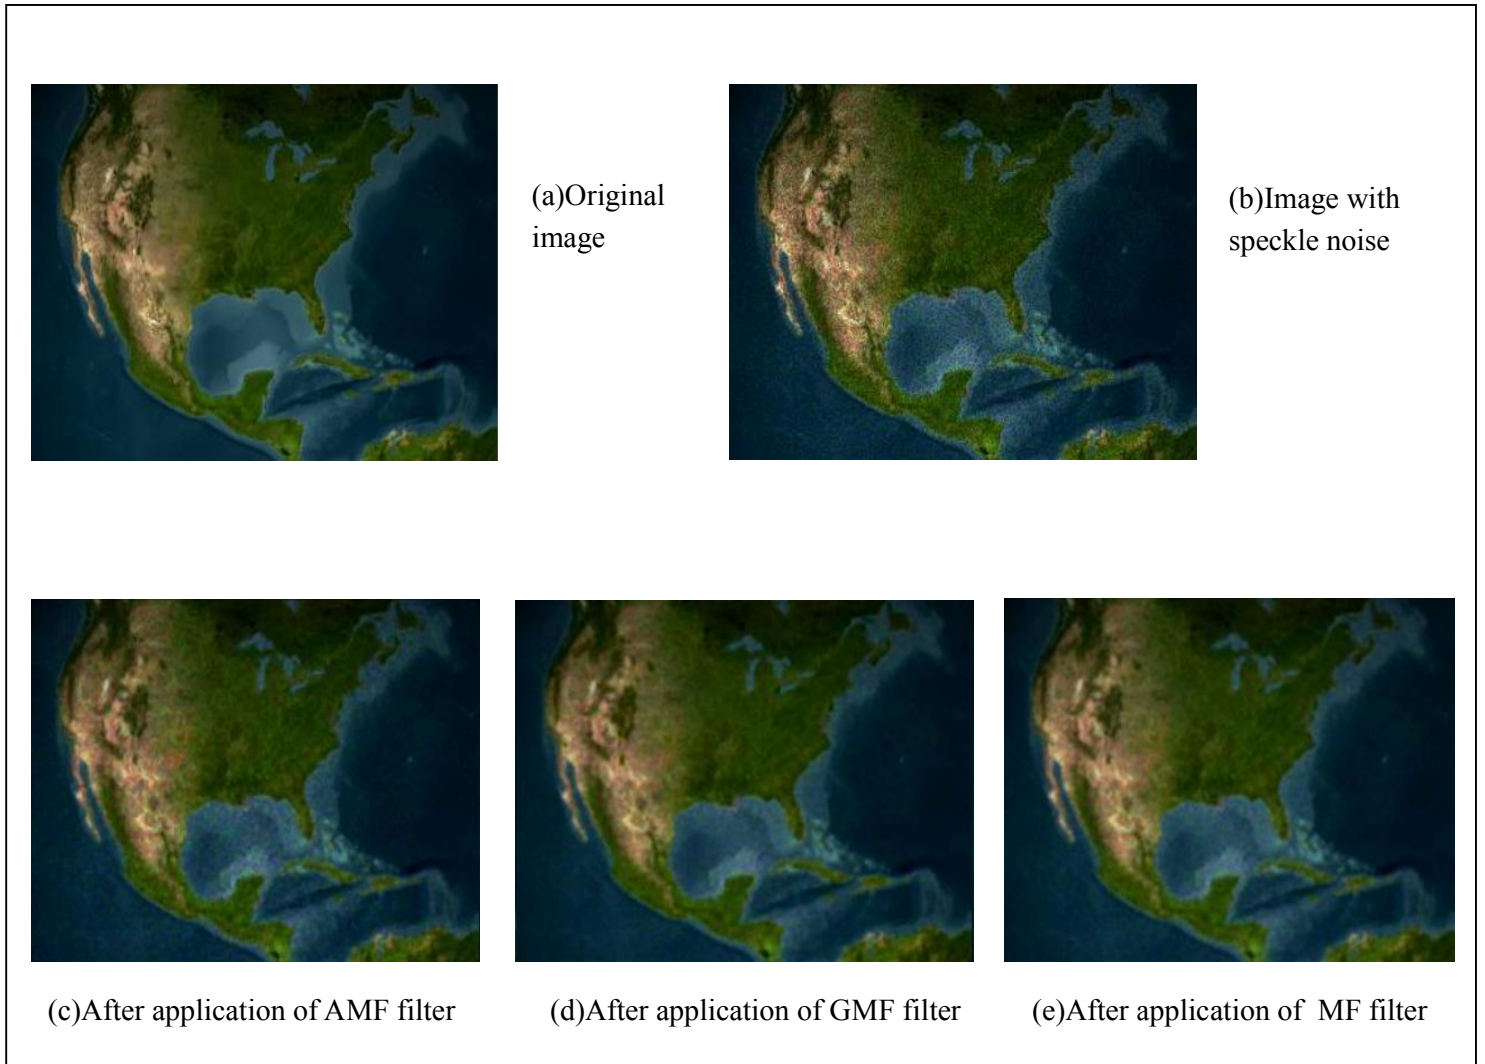 (a)Original
image
(b)Image with
speckle noise
(c)After application of AMF filter
(d)After application of GMF filter
(e)After application of  MF filter